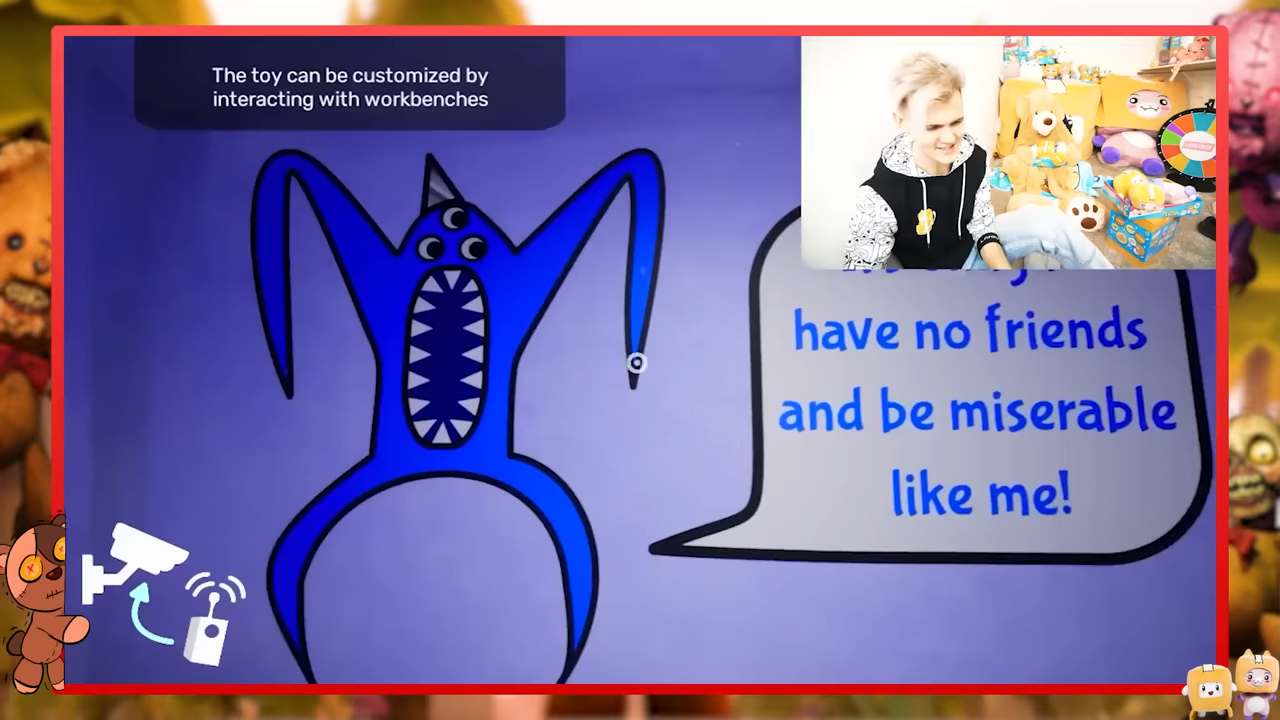 The toy can be customized by
interacting with workbenches
have no friends
and be miserable
like me!